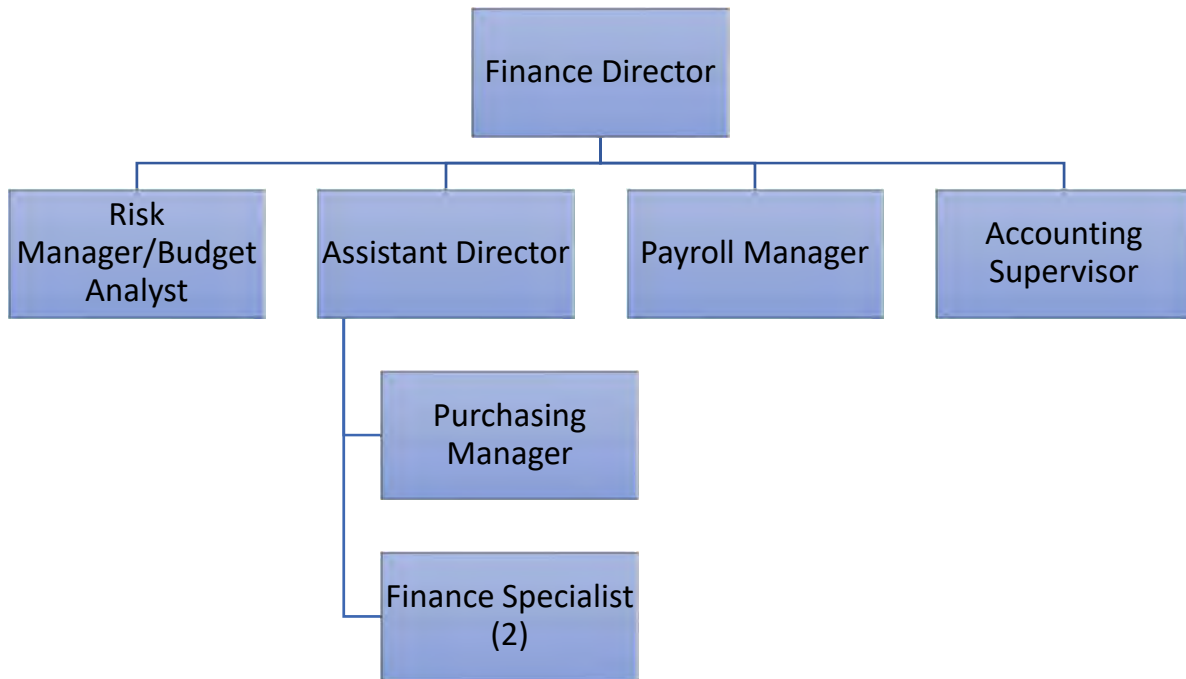 Finance Director
Risk
Manager/Budget
Analyst
Assistant Director
Payroll Manager
Accounting
Supervisor
Purchasing
Manager
Finance Specialist
(2)